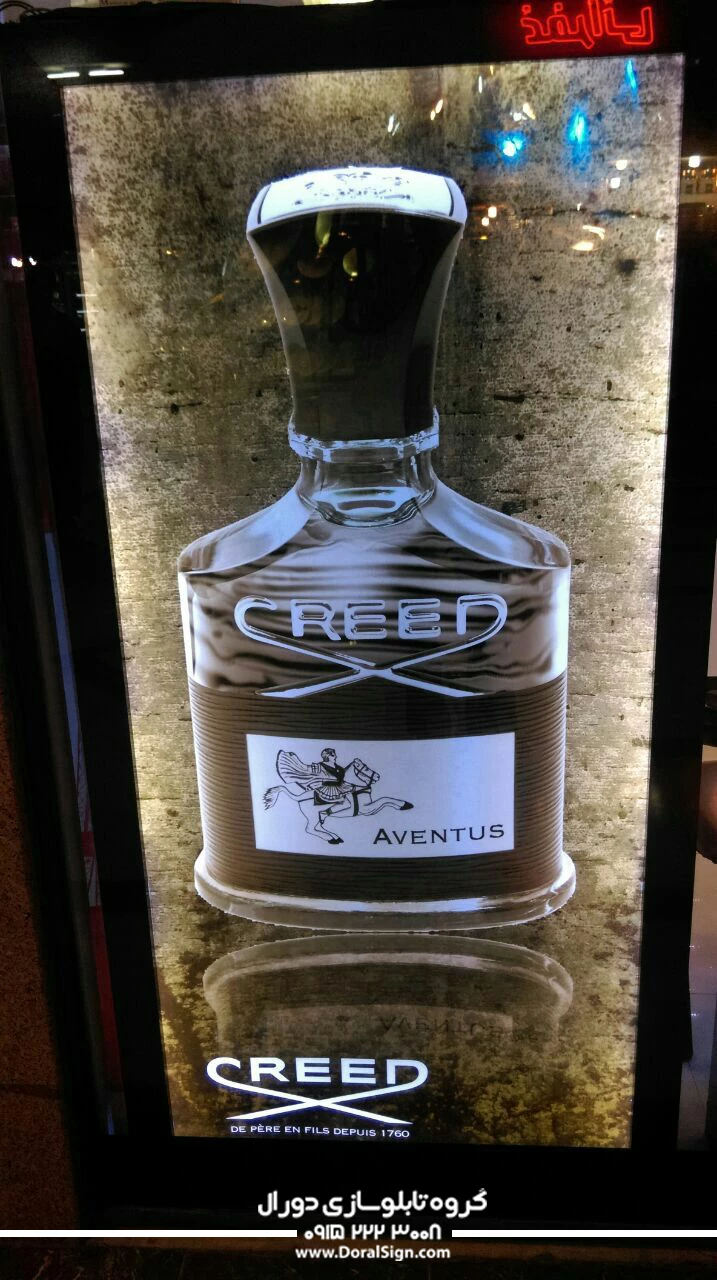 CREED
AVENTUS
CREED
DE PÈRE EN FILS DEPUIS 1760
گروه تابلوسازی دورال
۰۹۱۵ ۲۲۲ ۳۰۰۸
www.DoralSign.com